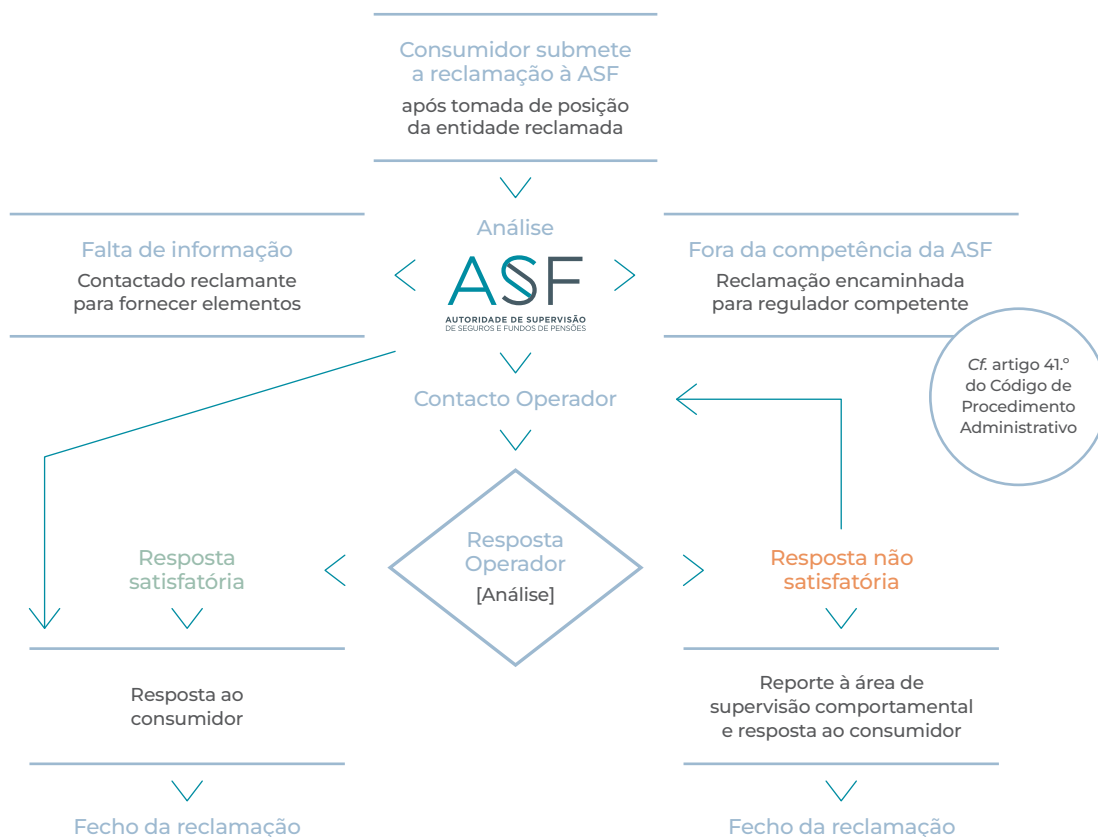 Consumidor submete
a reclamação à ASF
após tomada de posição
da entidade reclamada
Análise
Falta de informação
Contactado reclamante
para fornecer elementos
ASF
AUTORIDADE DE SUPERVISÃO
DE SEGUROS E FUNDOS DE PENSÕES
Fora da competência da ASF
Reclamação encaminhada
para regulador competente
Cf. artigo 41.º
do Código de
Procedimento
Administrativo
Contacto Operador
Resposta
Operador
[Análise]
Resposta
satisfatória
Resposta não
satisfatória
Resposta ao
consumidor
Reporte à área de
supervisão comportamental
e resposta ao consumidor
Fecho da reclamação
Fecho da reclamação